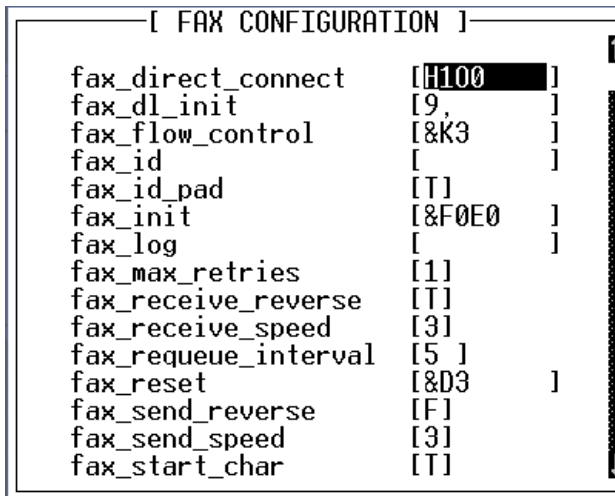 [ FAX CONFIGURATION ]
fax_direct_connect [H1O0 ]
fax_dl_init [9, ]
fax_flow_control [&K3 ]
fax_id [ ]
fax_id_pad [T]
fax_init [&F0E0 ]
fax_log [ ]
fax_max_retries [1]
fax_receive_reverse [T]
fax_receive_speed [3]
fax_requeue_interval [5 ]
fax_reset [&D3 ]
fax_send_reverse [F]
fax_send_speed [3]
fax_start_char [T]